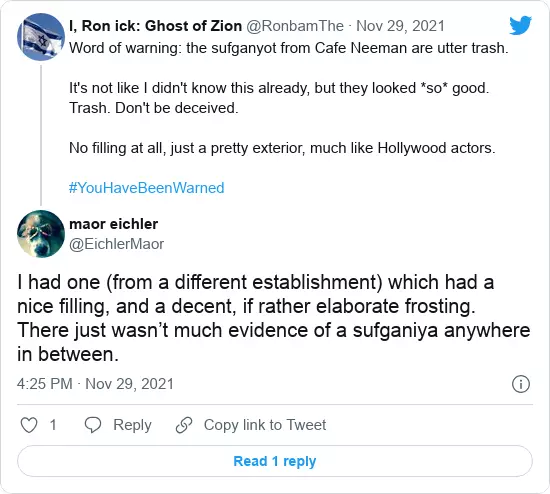 I, Ron ick: Ghost of Zion @RonbamThe · Nov 29, 2021
Word of warning: the sufganyot from Cafe Neeman are utter trash.
It's not like I didn't know this already, but they looked *so* good.
Trash. Don't be deceived.
No filling at all, just a pretty exterior, much like Hollywood actors.
#YouHaveBeenWarned
maor eichler
@EichlerMaor
I had one (from a different establishment) which had a
nice filling, and a decent, if rather elaborate frosting.
There just wasn’t much evidence of a sufganiya anywhere
in between.
4:25 PM · Nov 29, 2021
1 Reply Copy link to Tweet
Read 1 reply